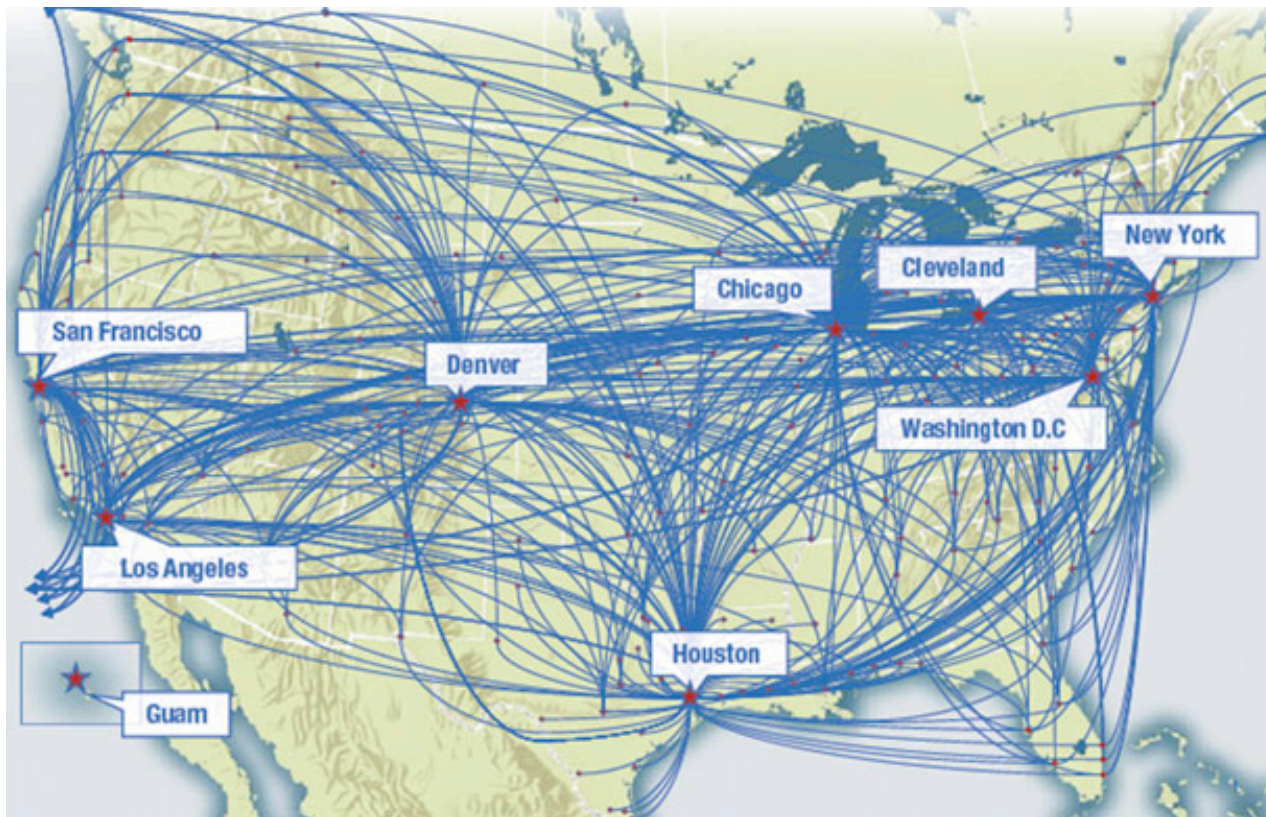 New York
Cleveland
Chicago
San Francisco
Denver
Washington D.C
Los Angeles
Houston
Guam